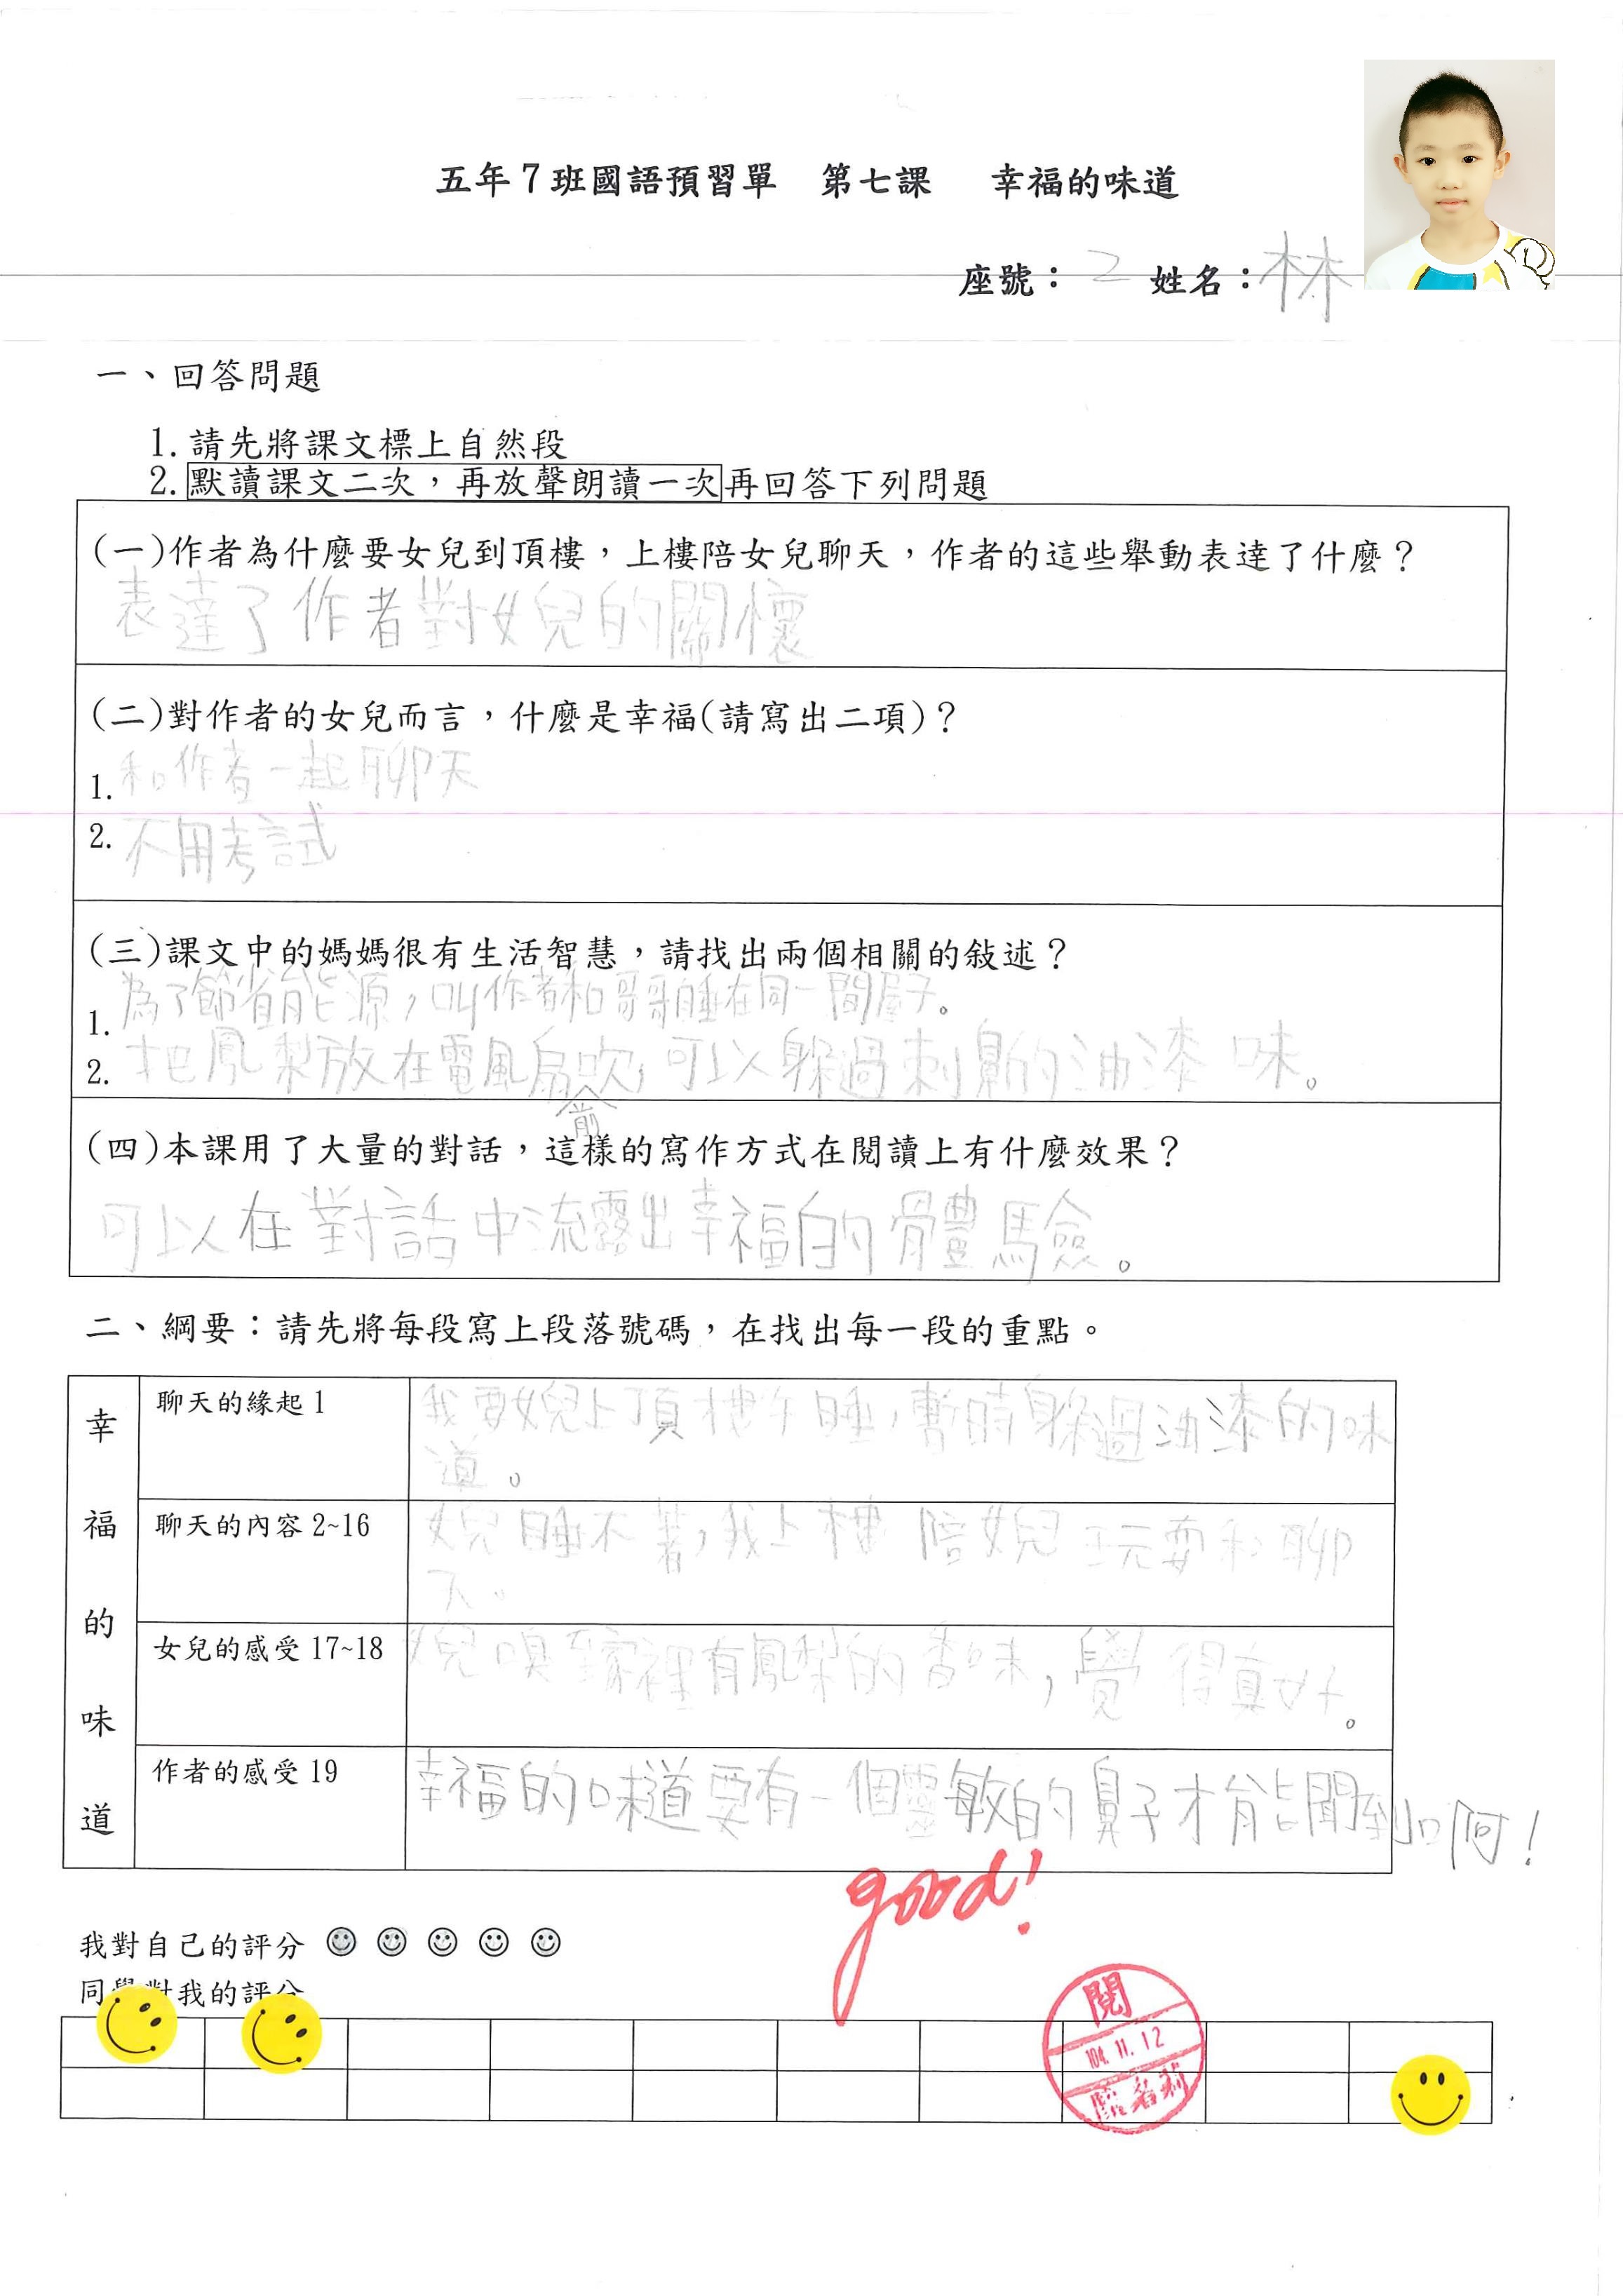 五年7班國語預習單 第七課 幸福的味道
座號：2 姓名：林
一、回答問題
1. 請先將課文標上自然段
2. 默讀課文二次，再放聲朗讀一次再回答下列問題
(一)作者為什麼要女兒到頂樓，上樓陪女兒聊天，作者的這些舉動表達了什麼？
表達了作者對女兒的關懷
(二)對作者的女兒而言，什麼是幸福(請寫出二項)？
1. 和作者一起聊天
2. 不用考試
(三)課文中的媽媽很有生活智慧，請找出兩個相關的敍述？
1. 為了節省能源，叫作者和哥哥睡在同一間屋子。
2. 把鳳梨放在電風扇前吹，可以躲過刺鼻的油漆味。
(四)本課用了大量的對話，這樣的寫作方式在閱讀上有什麼效果？
可以在對話中流露出幸福的體驗。
二、綱要：請先將每段寫上段落號碼，在找出每一段的重點。
幸福的味道
聊天的緣起 1
我要女兒上頂樓午睡，暫時躲過油漆的味
道。
聊天的內容 2~16
女兒睡不著，我上樓陪女兒玩耍和聊
天。
女兒的感受 17~18
女兒嗅到家裡有鳳梨的香味，覺得真好。
作者的感受 19
幸福的味道要有一個靈敏的鼻子才能聞到啊！
good!
我對自己的評分
同學對我的評分
閱
104.11.12